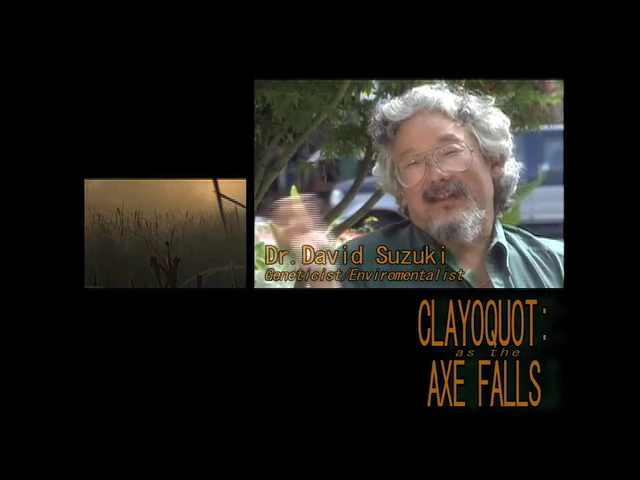 Dr.David Suzuki
Geneticist/Enviromentalist
CLAYOQUOT:
as the
AXE FALLS